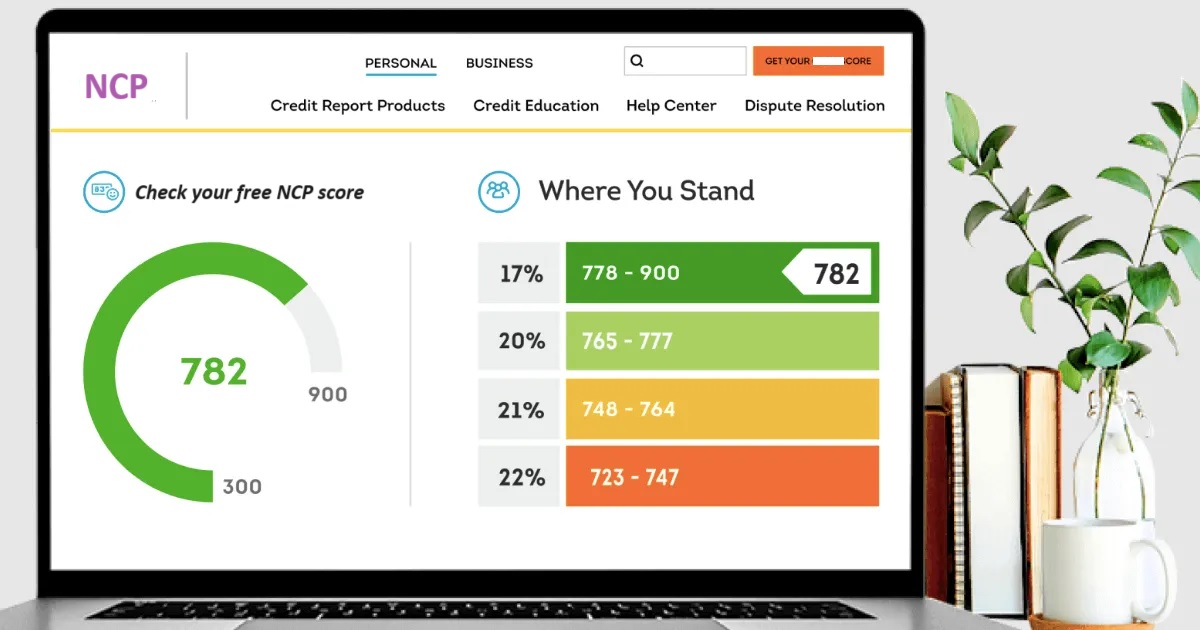 NCP
PERSONAL BUSINESS
GET YOUR CORE
Credit Report Products Credit Education Help Center Dispute Resolution
Check your free NCP score
Where You Stand
782
900
300
17% 778 - 900 782
20% 765 - 777
21% 748 - 764
22% 723 - 747